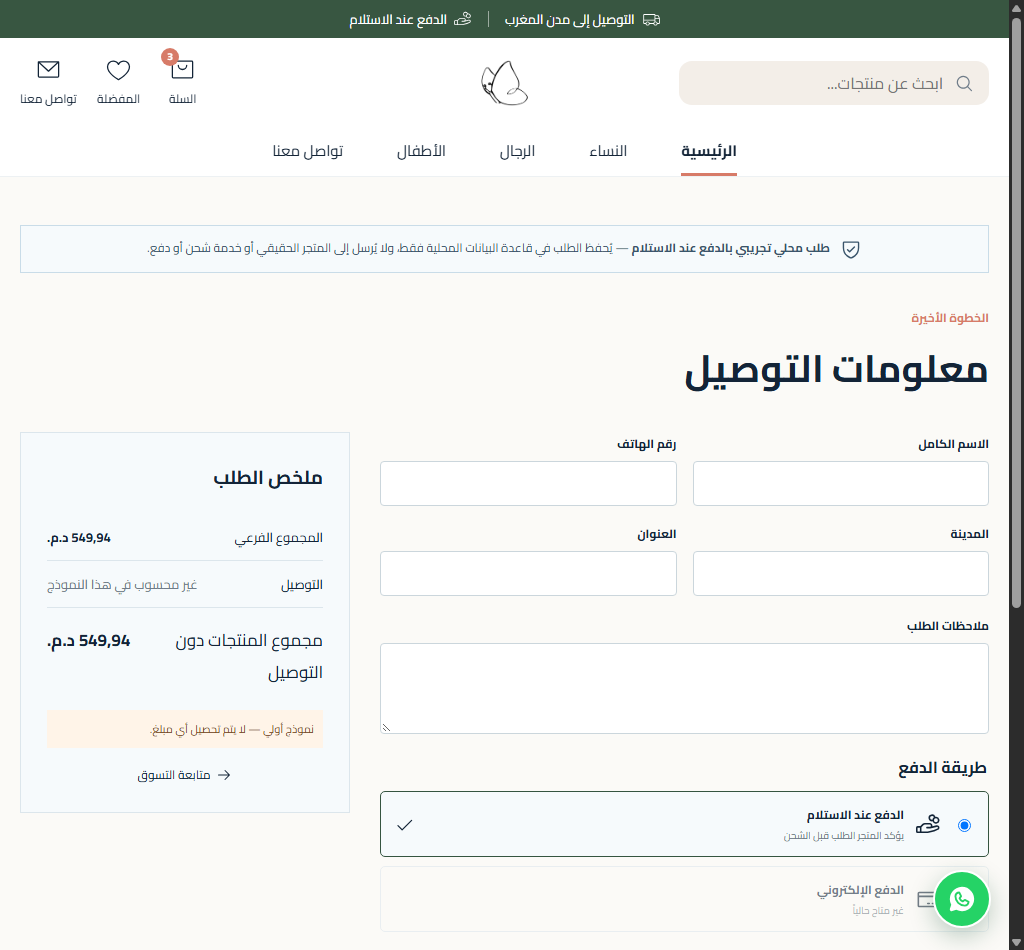 التوصيل إلى مدن المغرب
الدفع عند الاستلام
ابحث عن منتجات...
3
السلة
المفضلة
تواصل معنا
الرئيسية
النساء
الرجال
الأطفال
تواصل معنا
طلب محلي تجريبي بالدفع عند الاستلام — يُحفظ الطلب في قاعدة البيانات المحلية فقط، ولا يُرسل إلى المتجر الحقيقي أو خدمة شحن أو دفع.
الخطوة الأخيرة
معلومات التوصيل
الاسم الكامل
رقم الهاتف
المدينة
العنوان
ملاحظات الطلب
طريقة الدفع
الدفع عند الاستلام
يؤكد المتجر الطلب قبل الشحن
الدفع الإلكتروني
غير متاح حالياً
ملخص الطلب
المجموع الفرعي 549,94 د.م.
التوصيل غير محسوب في هذا النموذج
مجموع المنتجات دون 549,94 د.م.
التوصيل
نموذج أولي — لا يتم تحصيل أي مبلغ.
متابعة التسوق